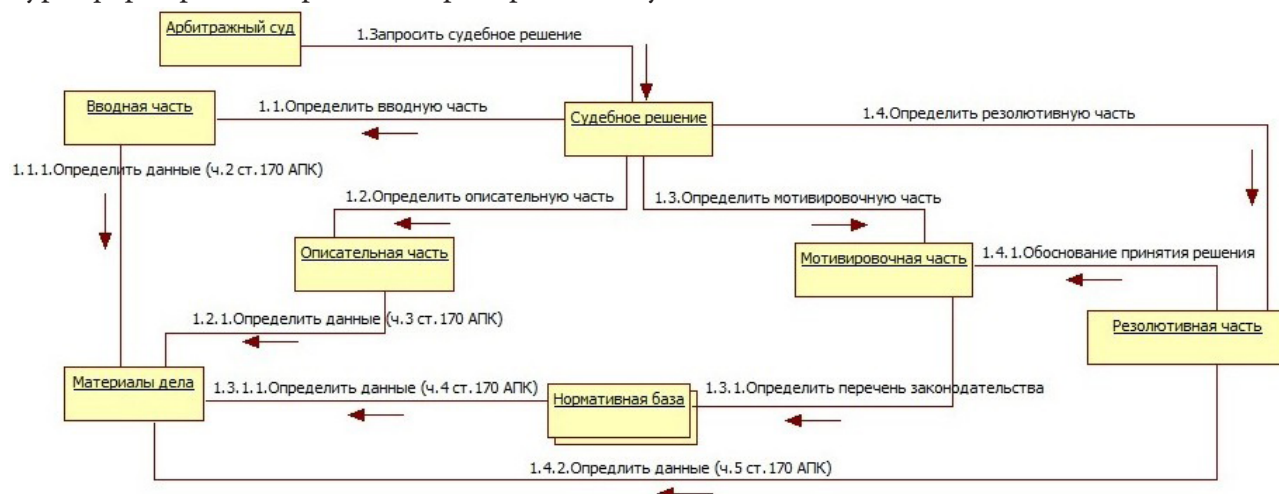 Арбитражный суд
1.Запросить судебное решение
Вводная часть
1.1.Определить вводную часть
Судебное решение
1.4.Определить резолютивную часть
1.1.1.Определить данные (ч.2 ст.170 АПК)
1.2.Определить описательную часть
1.3.Определить мотивировочную часть
Описательная часть
Мотивировочная часть
1.4.1.Обоснование принятия решения
1.2.1.Определить данные (ч.3 ст.170 АПК)
Резолютивная часть
Материалы дела
1.3.1.1.Определить данные (ч.4 ст.170 АПК)
Нормативная база
1.3.1.Определить перечень законодательства
1.4.2.Опредлить данные (ч.5 ст.170 АПК)